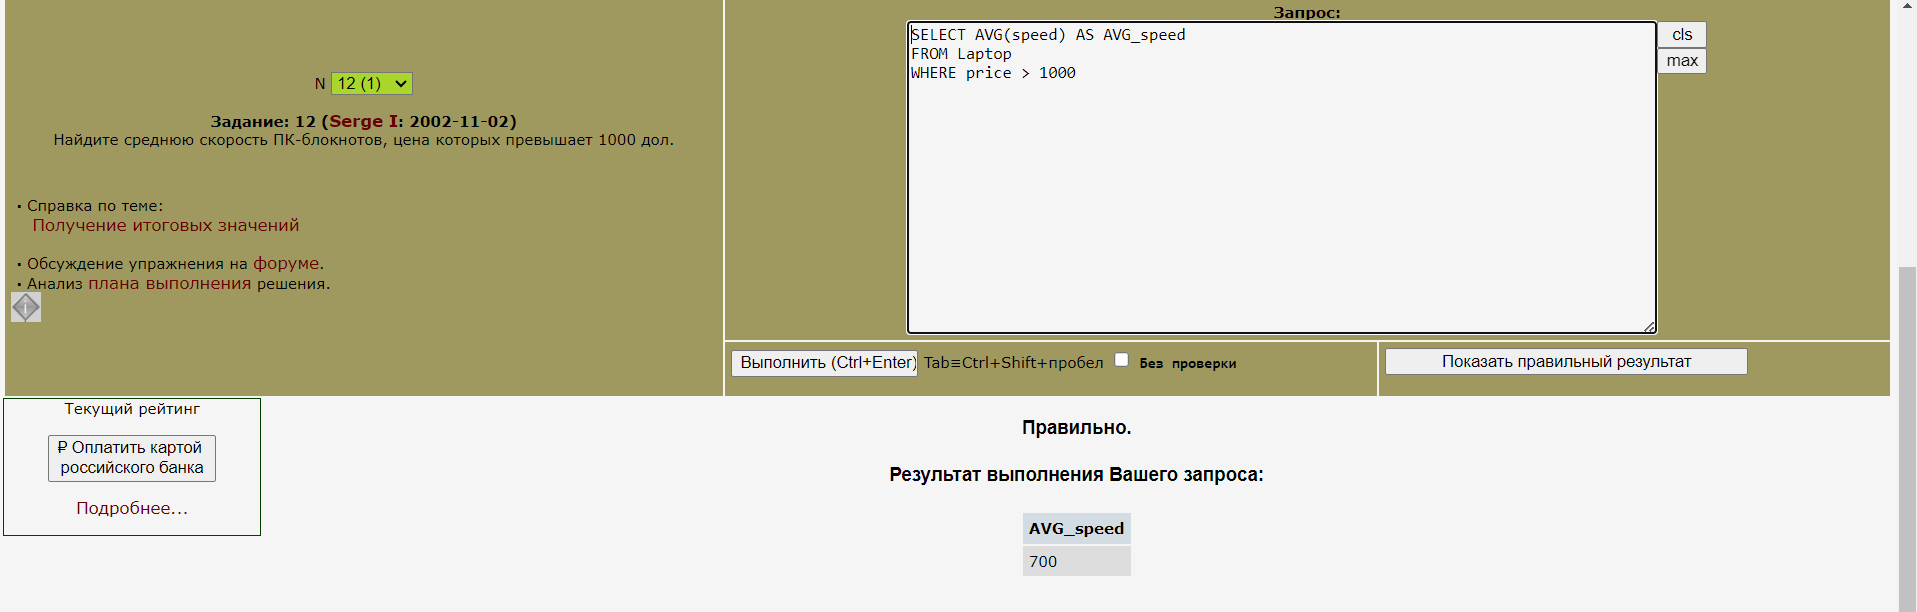 N 12 (1)
Задание: 12 (Serge I: 2002-11-02)
Найдите среднюю скорость ПК-блокнотов, цена которых превышает 1000 дол.
• Справка по теме:
Получение итоговых значений
• Обсуждение упражнения на форуме.
• Анализ плана выполнения решения.
Запрос:
SELECT AVG(speed) AS AVG_speed
FROM Laptop
WHERE price > 1000
cls
max
Выполнить (Ctrl+Enter) Tab≡Ctrl+Shift+пробел Без проверки
Показать правильный результат
Текущий рейтинг
₽ Оплатить картой
российского банка
Подробнее...
Правильно.
Результат выполнения Вашего запроса:
AVG_speed
700